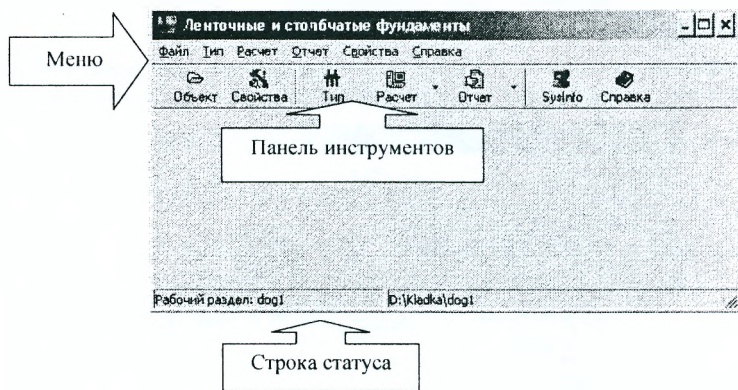 Ленточные и столбчатые фундаменты
Меню
Файл Тип Расчет Отчет Свойства Справка
Объект Свойства Тип Расчет Отчет SysInfo Справка
Панель инструментов
Рабочий раздел: dog1 D:\Kladka\dog1
Строка статуса